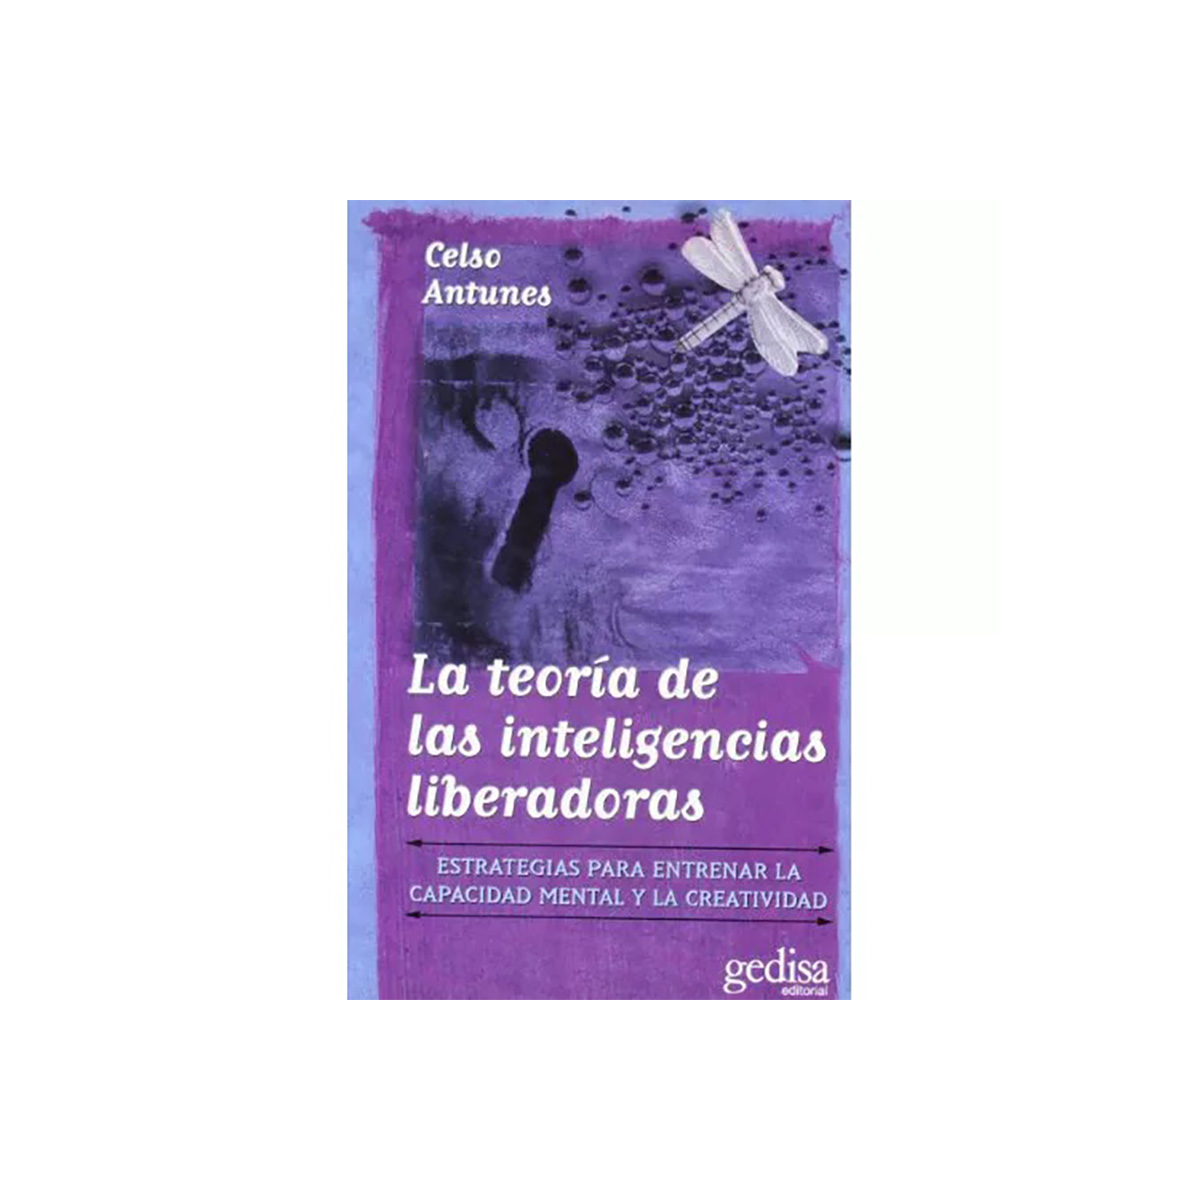 Celso
Antunes
La teoría de
las inteligencias
liberadoras
ESTRATEGIAS PARA ENTRENAR LA
CAPACIDAD MENTAL Y LA CREATIVIDAD
gedisa
editorial